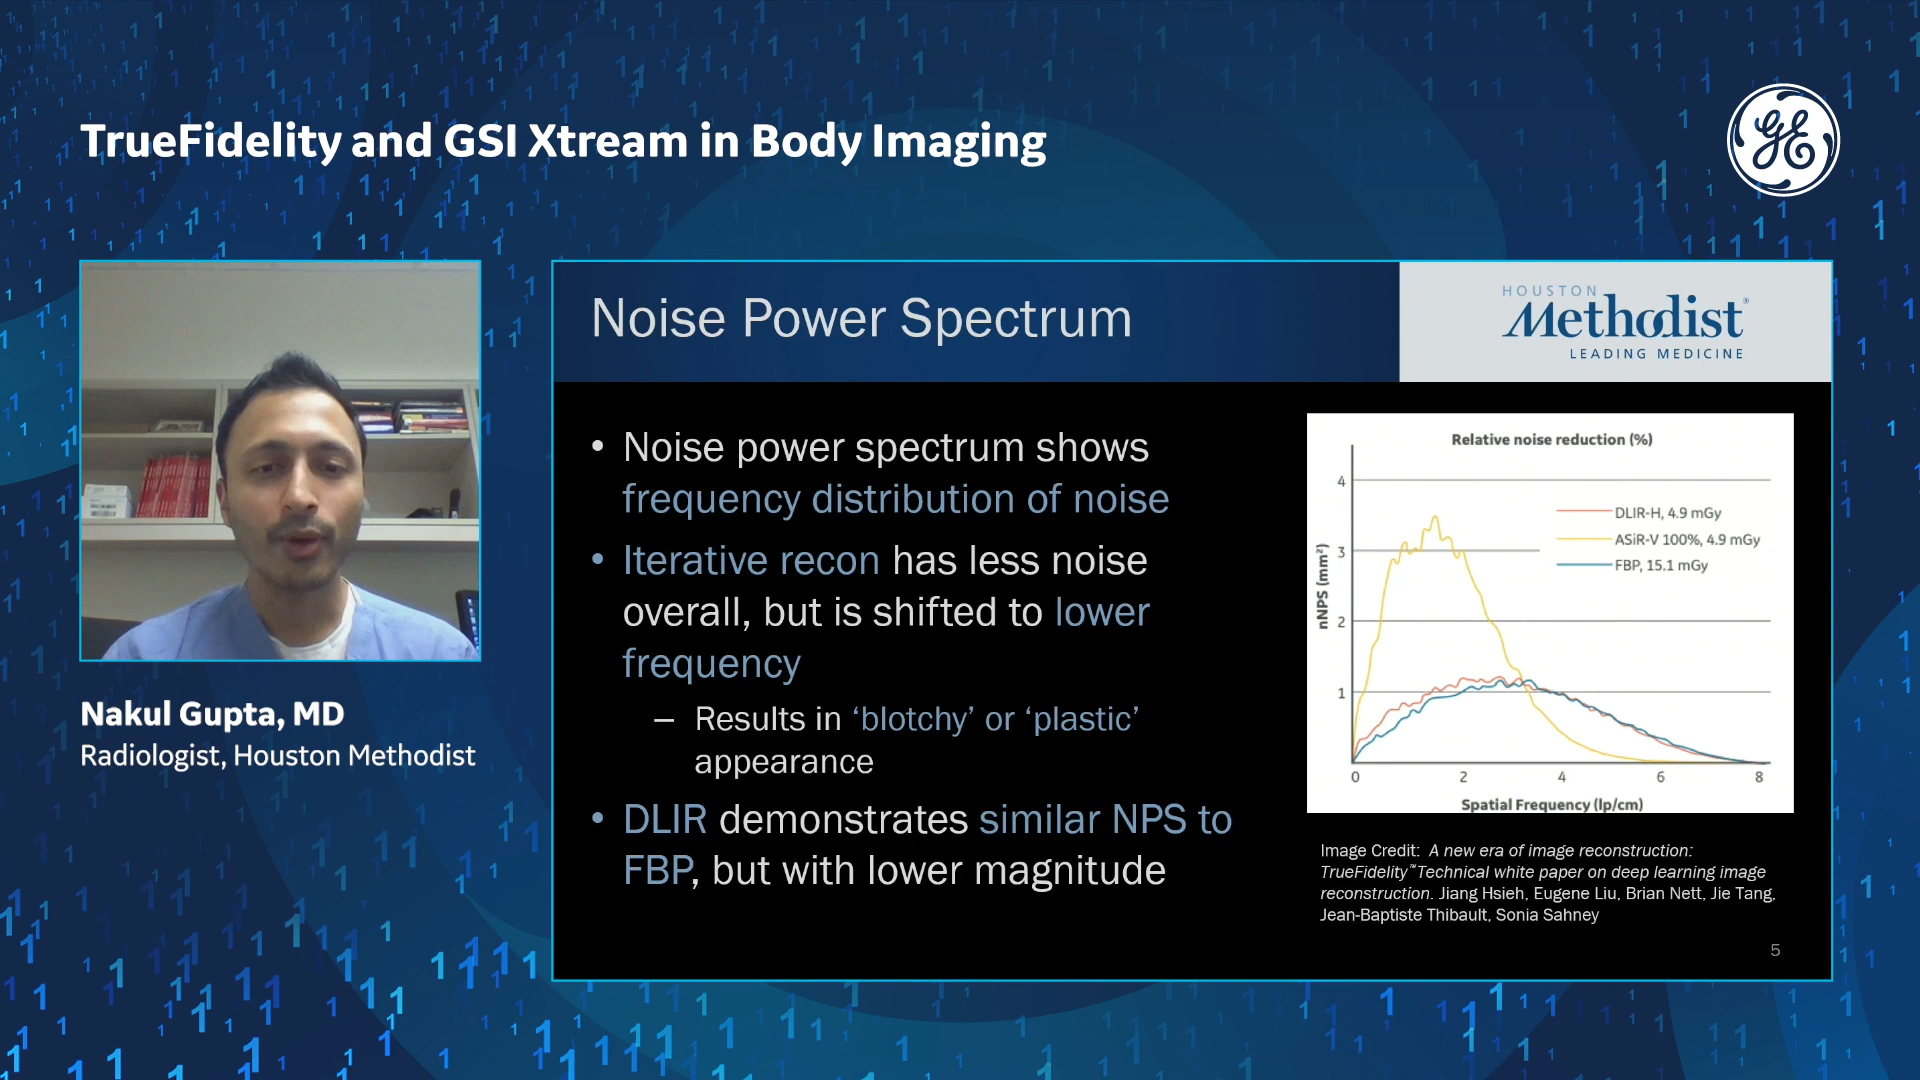 TrueFidelity and GSI Xtream in Body Imaging
GE
Nakul Gupta, MD
Radiologist, Houston Methodist
Noise Power Spectrum
HOUSTON
Methodist®
LEADING MEDICINE
• Noise power spectrum shows
frequency distribution of noise
• Iterative recon has less noise
overall, but is shifted to lower
frequency
– Results in ‘blotchy’ or ‘plastic’
appearance
• DLIR demonstrates similar NPS to
FBP, but with lower magnitude
Relative noise reduction (%)
4
3
2
1
nNPS (mm²)
DLIR-H, 4.9 mGy
ASiR-V 100%, 4.9 mGy
FBP, 15.1 mGy
0 2 4 6 8
Spatial Frequency (lp/cm)
Image Credit: A new era of image reconstruction:
TrueFidelity™Technical white paper on deep learning image
reconstruction. Jiang Hsieh, Eugene Liu, Brian Nett, Jie Tang,
Jean-Baptiste Thibault, Sonia Sahney
5